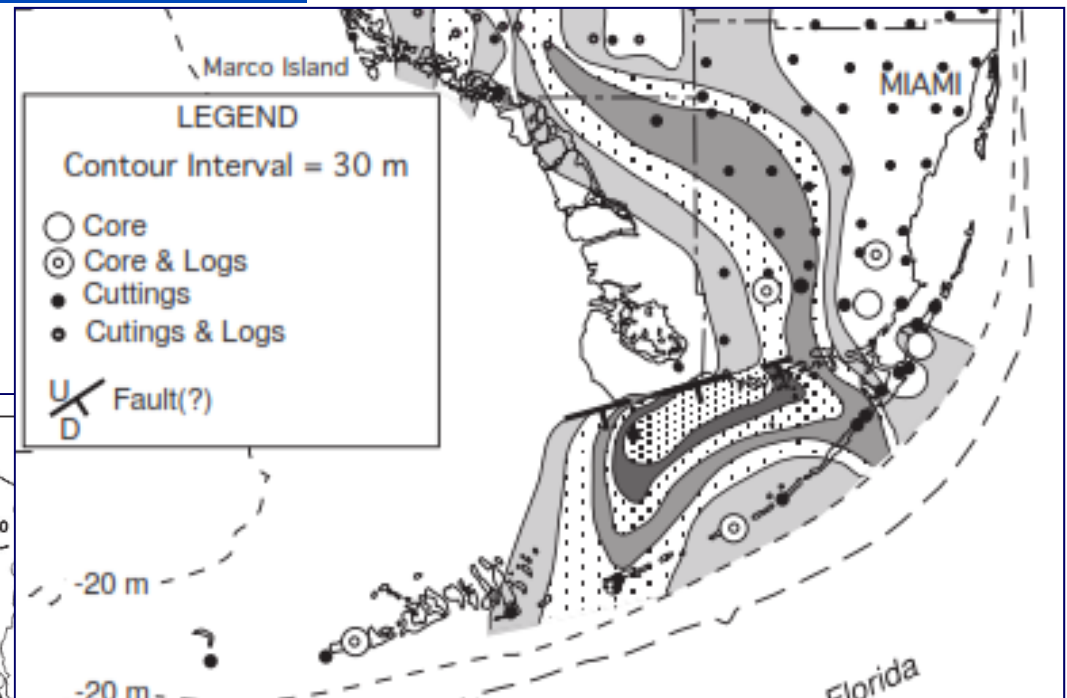 Marco Island
MIAMI
LEGEND
Contour Interval = 30 m
Core
Core & Logs
Cuttings
Cutings & Logs
U
D
Fault(?)
-20 m
-20 m
Florida